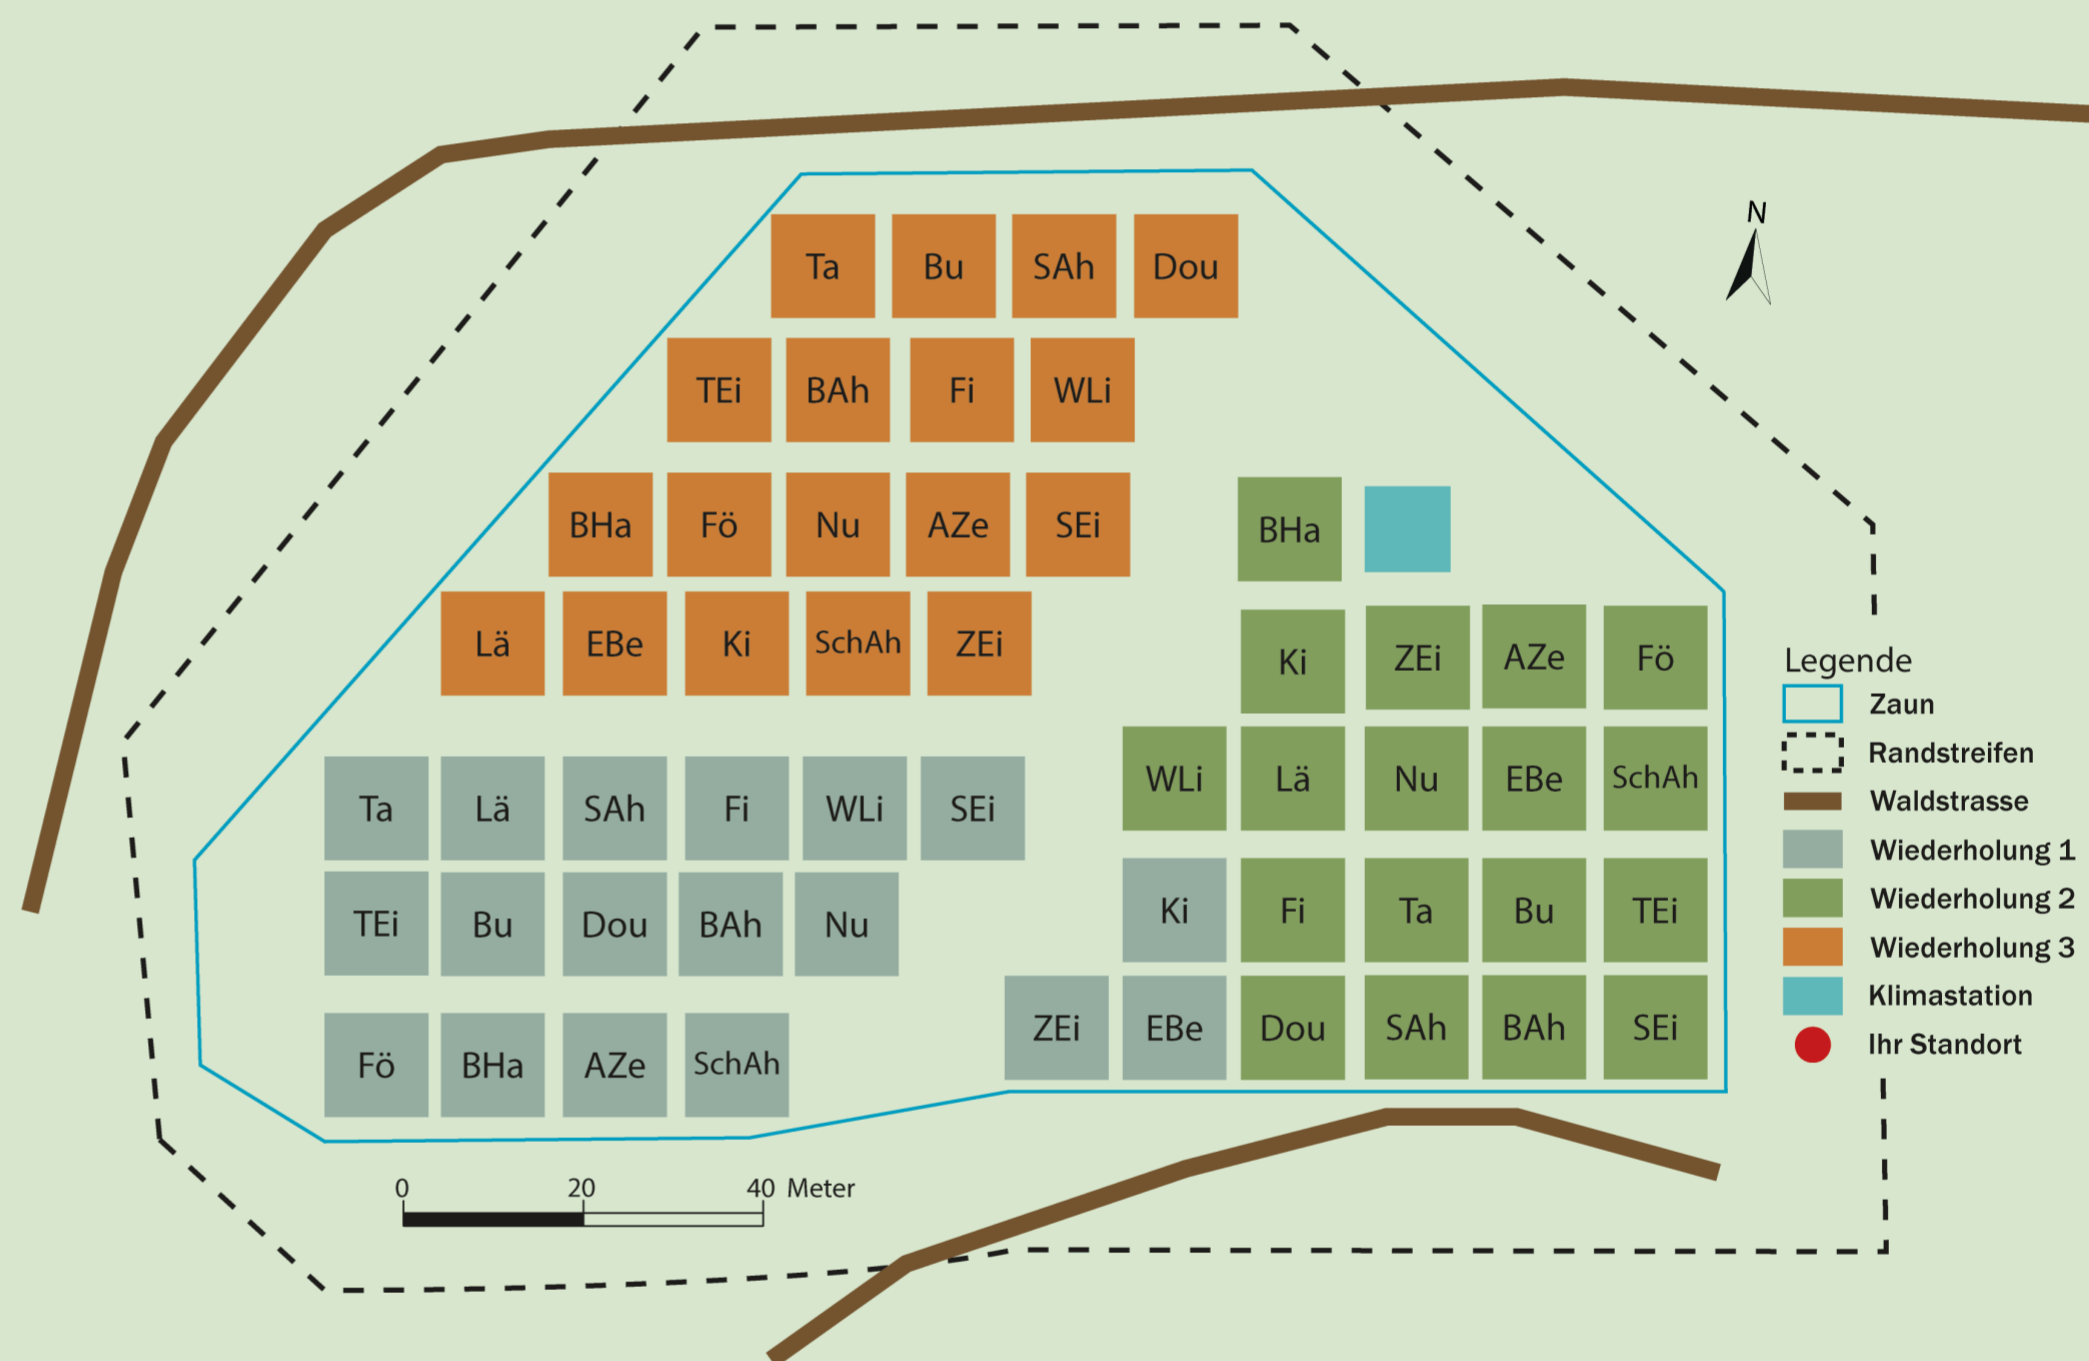 N
Ta Bu SAh Dou
TEi BAh Fi WLi
BHa Fö Nu AZe SEi
BHa
Lä EBe Ki SchAh ZEi
Ki ZEi AZe Fö
WLi Lä Nu EBe SchAh
Ta Lä SAh Fi WLi SEi
TEi Bu Dou BAh Nu
Ki Fi Ta Bu TEi
ZEi EBe Dou SAh BAh SEi
Fö BHa AZe SchAh
Legende
Zaun
Randstreifen
Waldstrasse
Wiederholung 1
Wiederholung 2
Wiederholung 3
Klimastation
Ihr Standort
0 20 40 Meter